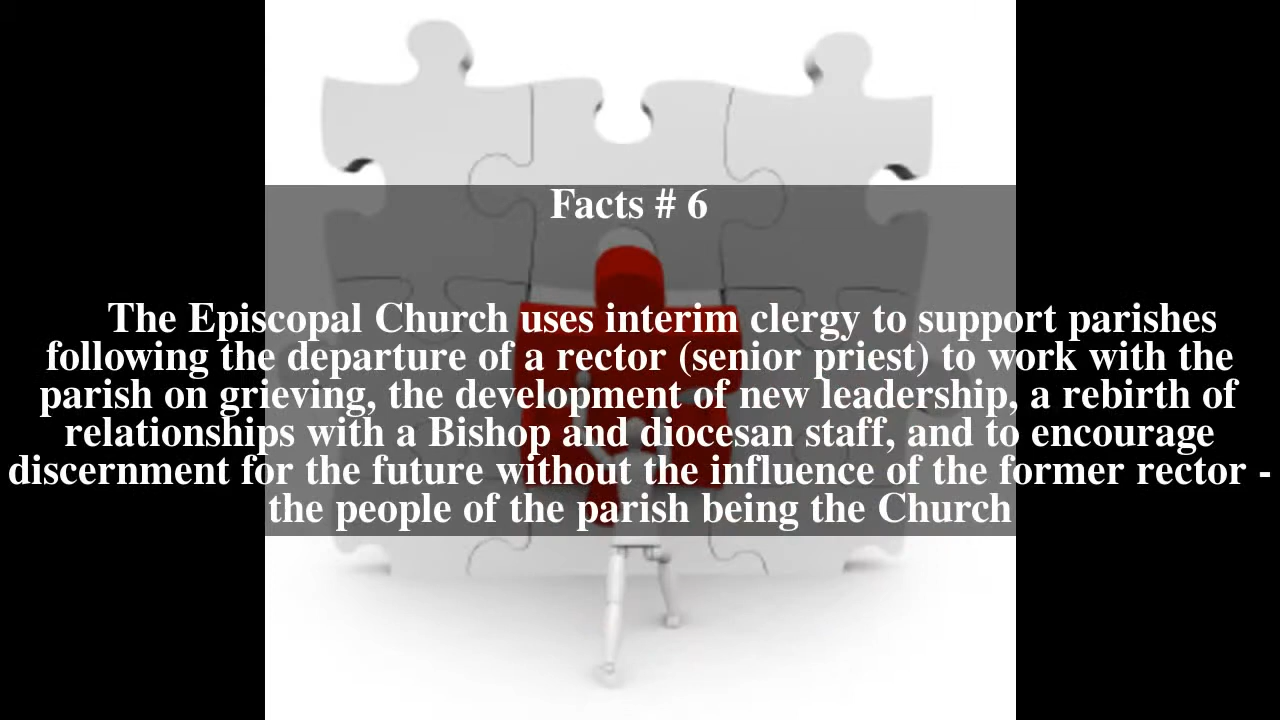 Facts # 6
The Episcopal Church uses interim clergy to support parishes
following the departure of a rector (senior priest) to work with the
parish on grieving, the development of new leadership, a rebirth of
relationships with a Bishop and diocesan staff, and to encourage
discernment for the future without the influence of the former rector -
the people of the parish being the Church